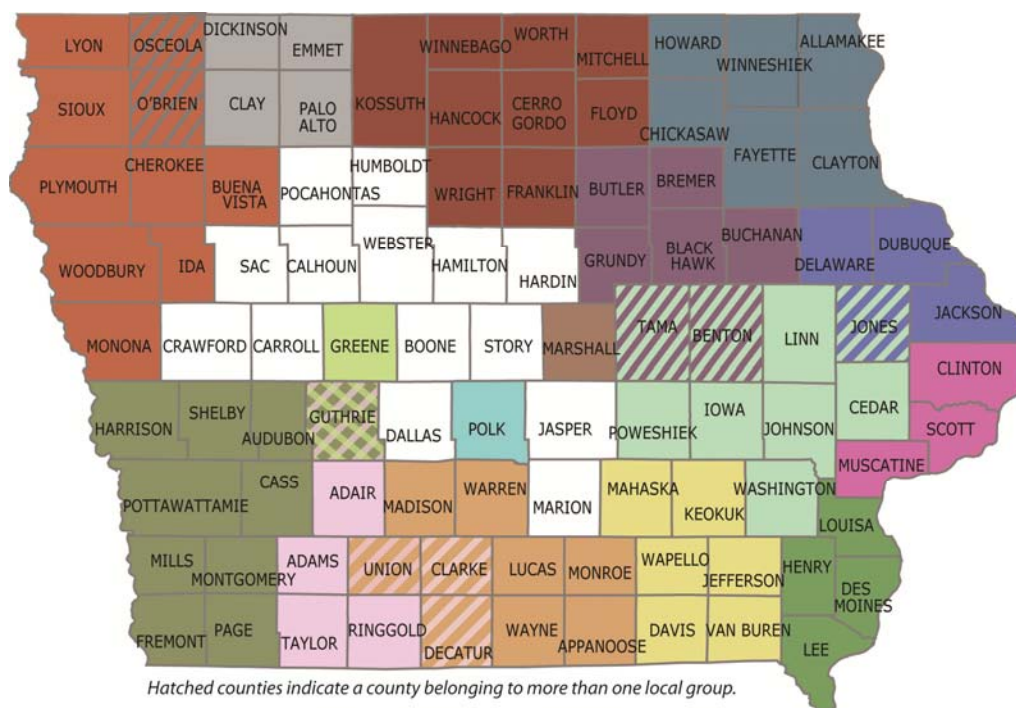 LYON
OSCEOLA
DICKINSON
EMMET
WINNEBAGO
WORTH
MITCHELL
HOWARD
WINNESHIEK
ALLAMAKEE
SIOUX
O'BRIEN
CLAY
PALO
ALTO
KOSSUTH
HANCOCK
CERRO
GORDO
FLOYD
CHICKASAW
FAYETTE
CLAYTON
PLYMOUTH
CHEROKEE
BUENA
VISTA
POCAHONTAS
HUMBOLDT
WRIGHT
FRANKLIN
BUTLER
BREMER
WOODBURY
IDA
SAC
CALHOUN
WEBSTER
HAMILTON
HARDIN
GRUNDY
BLACK
HAWK
BUCHANAN
DELAWARE
DUBUQUE
MONONA
CRAWFORD
CARROLL
GREENE
BOONE
STORY
MARSHALL
TAMA
BENTON
LINN
JONES
JACKSON
CLINTON
HARRISON
SHELBY
AUDUBON
GUTHRIE
DALLAS
POLK
JASPER
POWESHIEK
IOWA
JOHNSON
CEDAR
SCOTT
MUSCATINE
POTTAWATTAMIE
CASS
ADAIR
MADISON
WARREN
MARION
MAHASKA
KEOKUK
WASHINGTON
LOUISA
MILLS
MONTGOMERY
ADAMS
UNION
CLARKE
LUCAS
MONROE
WAPELLO
JEFFERSON
HENRY
DES
MOINES
FREMONT
PAGE
TAYLOR
RINGGOLD
DECATUR
WAYNE
APPANOOSE
DAVIS
VAN BUREN
LEE
Hatched counties indicate a county belonging to more than one local group.